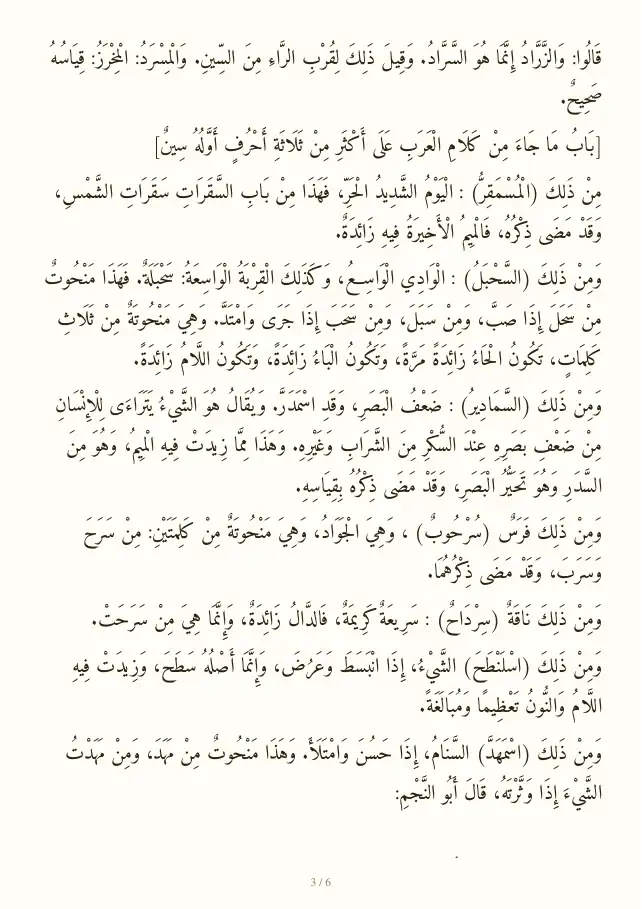 قَالُوا: وَالزَّرَّادُ إِنَّمَا هُوَ السَّرَّادُ. وَقِيلَ ذَلِكَ لِقُرْبِ الرَّاءِ مِنَ السِّينِ. وَالْمِسْرَدُ: الْمِخْرَزُ: قِيَاسُهُ
صَحِيحٌ.
[بَابُ مَا جَاءَ مِنْ كَلَامِ الْعَرَبِ عَلَى أَكْثَرِ مِنْ ثَلَاثَةِ أَحْرُفٍ أَوَّلُهُ سِينٌ]
مِنْ ذَلِكَ (الْمُسْمَقِرُّ) : الْيَوْمُ الشَّدِيدُ الْحَرِّ، فَهَذَا مِنْ بَابِ السَّقَرَاتِ سَقَرَاتِ الشَّمْسِ،
وَقَدْ مَضَى ذِكْرُهُ، فَالْمِيمُ الْأَخِيرَةُ فِيهِ زَائِدَةٌ.
وَمِنْ ذَلِكَ (السَّحْبَلُ) : الْوَادِي الْوَاسِعُ، وَكَذَلِكَ الْقِرْبَةُ الْوَاسِعَةُ: سَحْبَلَةٌ. فَهَذَا مَنْحُوتٌ
مِنْ سَحَلَ إِذَا صَبَّ، وَمِنْ سَبَلَ، وَمِنْ سَحَبَ إِذَا جَرَى وَامْتَدَّ. وَهِيَ مَنْحُوتَةٌ مِنْ ثَلَاثِ
كَلِمَاتٍ، تَكُونُ الْحَاءُ زَائِدَةً مَرَّةً، وَتَكُونُ الْبَاءُ زَائِدَةً، وَتَكُونُ اللَّامُ زَائِدَةً.
وَمِنْ ذَلِكَ (السَّمَادِيرُ) : ضَعْفُ الْبَصَرِ، وَقَدِ اسْمَدَرَّ. وَيُقَالُ هُوَ الشَّيْءُ يَتَرَاءَى لِلْإِنْسَانِ
مِنْ ضَعْفِ بَصَرِهِ عِنْدَ السُّكْرِ مِنَ الشَّرَابِ وَغَيْرِهِ. وَهَذَا مِمَّا زِيدَتْ فِيهِ الْمِيمُ، وَهُوَ مِنَ
السَّدَرِ وَهُوَ تَحَيُّرُ الْبَصَرِ، وَقَدْ مَضَى ذِكْرُهُ بِقِيَاسِهِ.
وَمِنْ ذَلِكَ فَرَسٌ (سُرْحُوبٌ) ، وَهِيَ الْجَوَادُ، وَهِيَ مَنْحُوتَةٌ مِنْ كَلِمَتَيْنِ: مِنْ سَرَحَ
وَسَرَبَ، وَقَدْ مَضَى ذِكْرُهُمَا.
وَمِنْ ذَلِكَ نَاقَةٌ (سِرْدَاحٌ) : سَرِيعَةٌ كَرِيمَةٌ، فَالدَّالُ زَائِدَةٌ، وَإِنَّمَا هِيَ مِنْ سَرَحَتْ.
وَمِنْ ذَلِكَ (اسْلَنْطَحَ) الشَّيْءُ، إِذَا انْبَسَطَ وَعَرُضَ، وَإِنَّمَا أَصْلُهُ سَطَحَ، وَزِيدَتْ فِيهِ
اللَّامُ وَالنُّونُ تَعْظِيمًا وَمُبَالَغَةً.
وَمِنْ ذَلِكَ (اسْمَهَدَّ) السَّنَامُ، إِذَا حَسُنَ وَامْتَلَأَ. وَهَذَا مَنْحُوتٌ مِنْ مَهَدَ، وَمِنْ مَهَدْتُ
الشَّيْءَ إِذَا وَثَّرْتَهُ، قَالَ أَبُو النَّجْمِ:
3 / 6